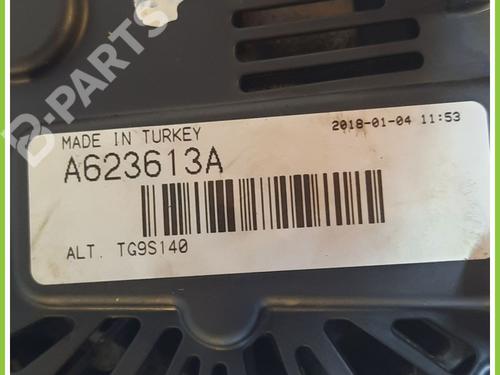 B-PARTS
MADE IN TURKEY
2018-01-04 11:53
A623613A
ALT. TG9S140